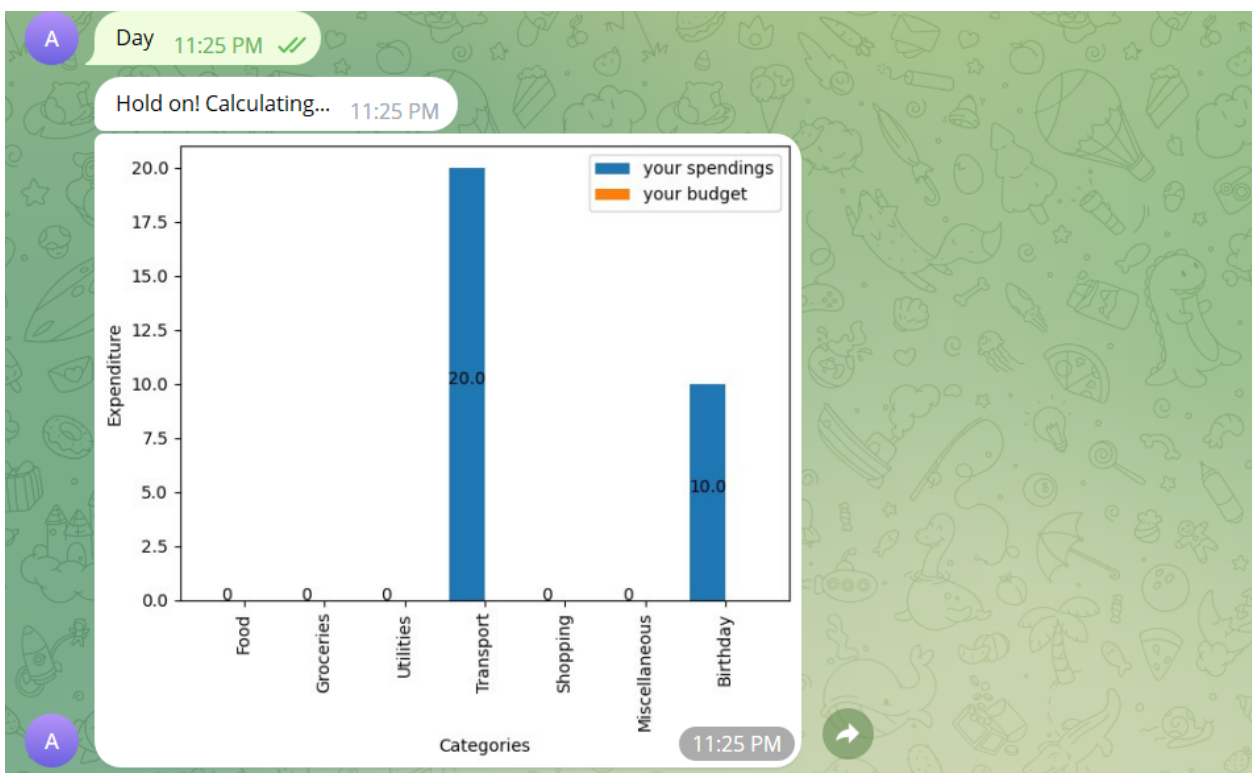 A
Day 11:25 PM
Hold on! Calculating... 11:25 PM
your spendings
your budget
20.0
17.5
15.0
12.5
10.0
7.5
5.0
2.5
0.0
Expenditure
0
0
0
20.0
0
0
10.0
Food
Groceries
Utilities
Transport
Shopping
Miscellaneous
Birthday
Categories
11:25 PM
A